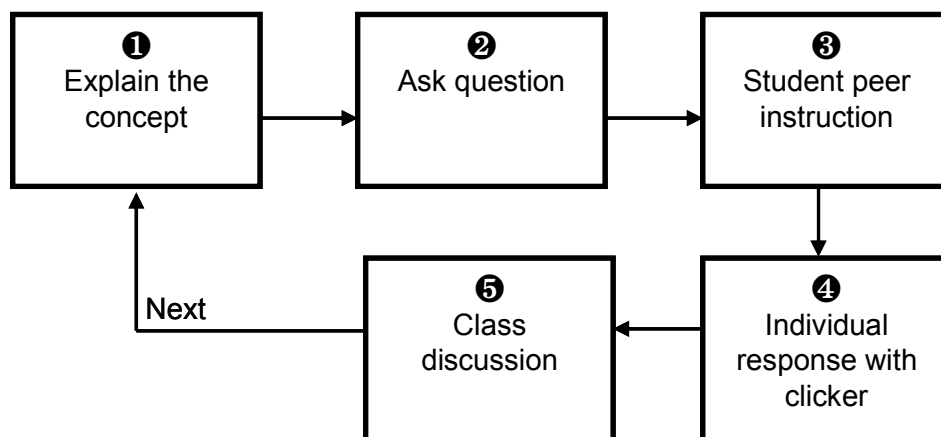 ❶
Explain the
concept
❷
Ask question
❸
Student peer
instruction
❹
Individual
response with
clicker
❺
Class
discussion
Next